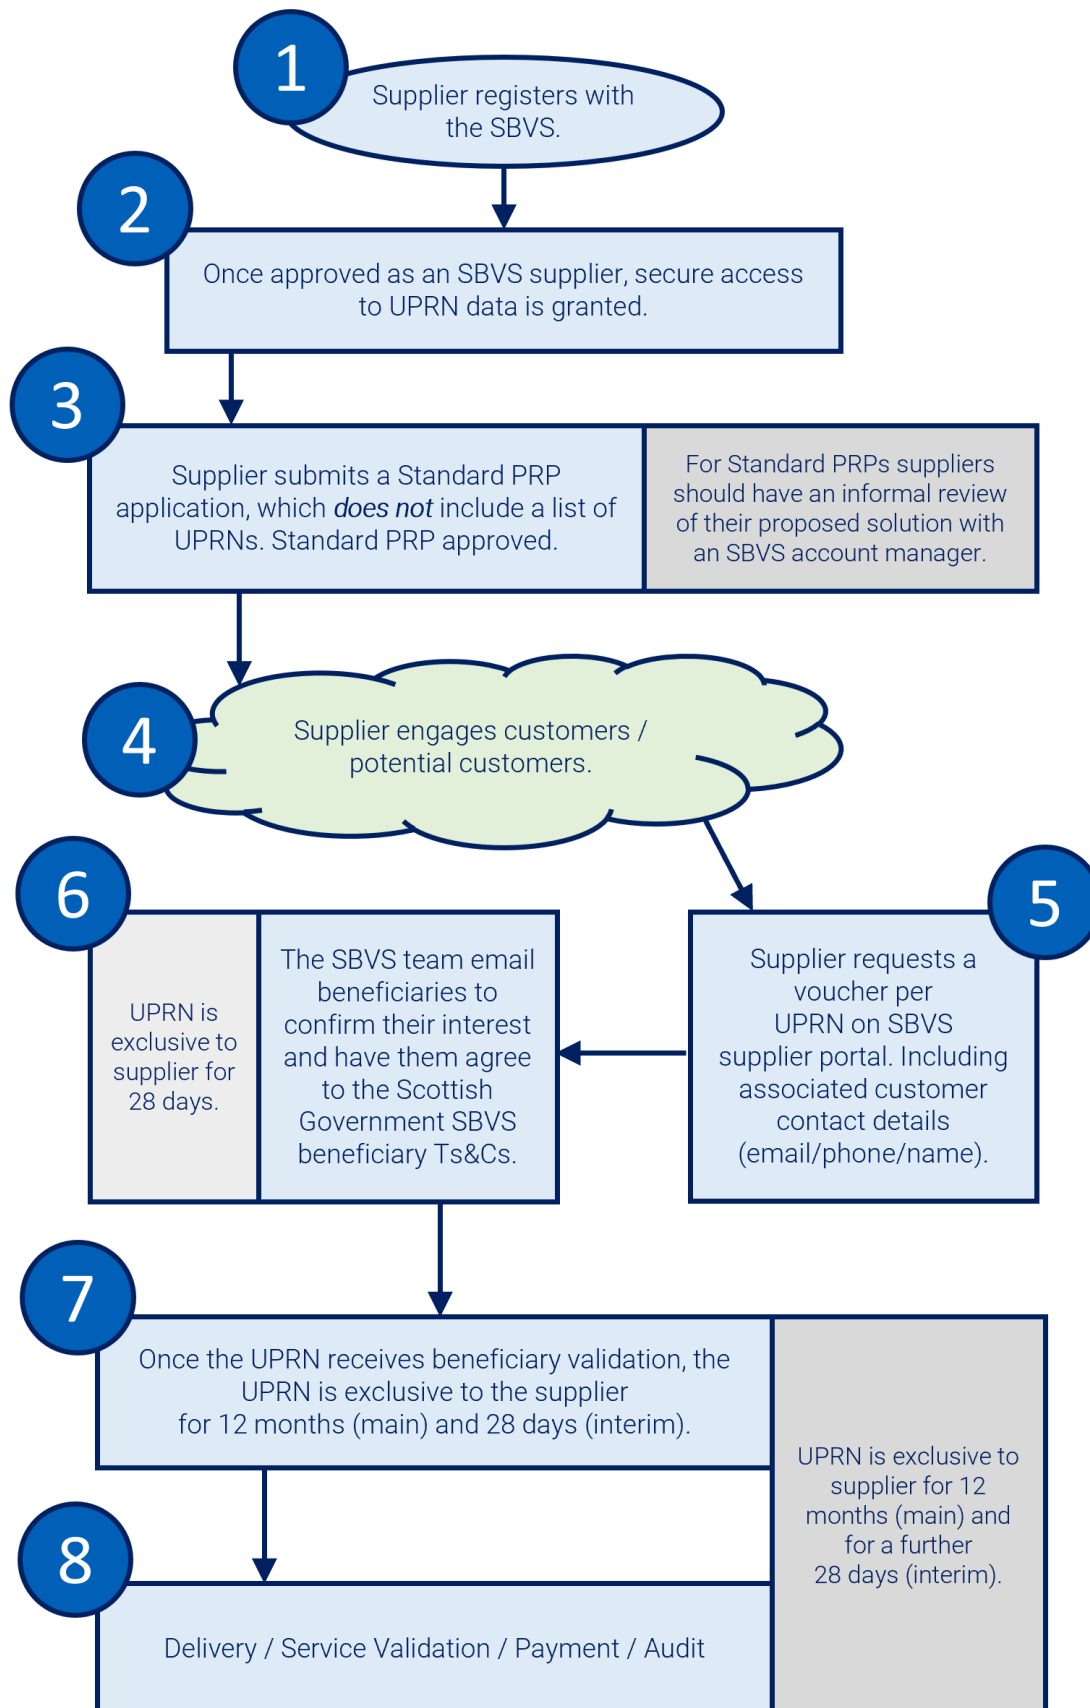 1
Supplier registers with
the SBVS.
2
Once approved as an SBVS supplier, secure access
to UPRN data is granted.
3
Supplier submits a Standard PRP
application, which does not include a list of
UPRNs. Standard PRP approved.
For Standard PRPs suppliers
should have an informal review
of their proposed solution with
an SBVS account manager.
4
Supplier engages customers /
potential customers.
5
Supplier requests a
voucher per
UPRN on SBVS
supplier portal. Including
associated customer
contact details
(email/phone/name).
6
UPRN is
exclusive to
supplier for
28 days.
The SBVS team email
beneficiaries to
confirm their interest
and have them agree
to the Scottish
Government SBVS
beneficiary Ts&Cs.
7
Once the UPRN receives beneficiary validation, the
UPRN is exclusive to the supplier
for 12 months (main) and 28 days (interim).
UPRN is exclusive to
supplier for 12
months (main) and
for a further
28 days (interim).
8
Delivery / Service Validation / Payment / Audit